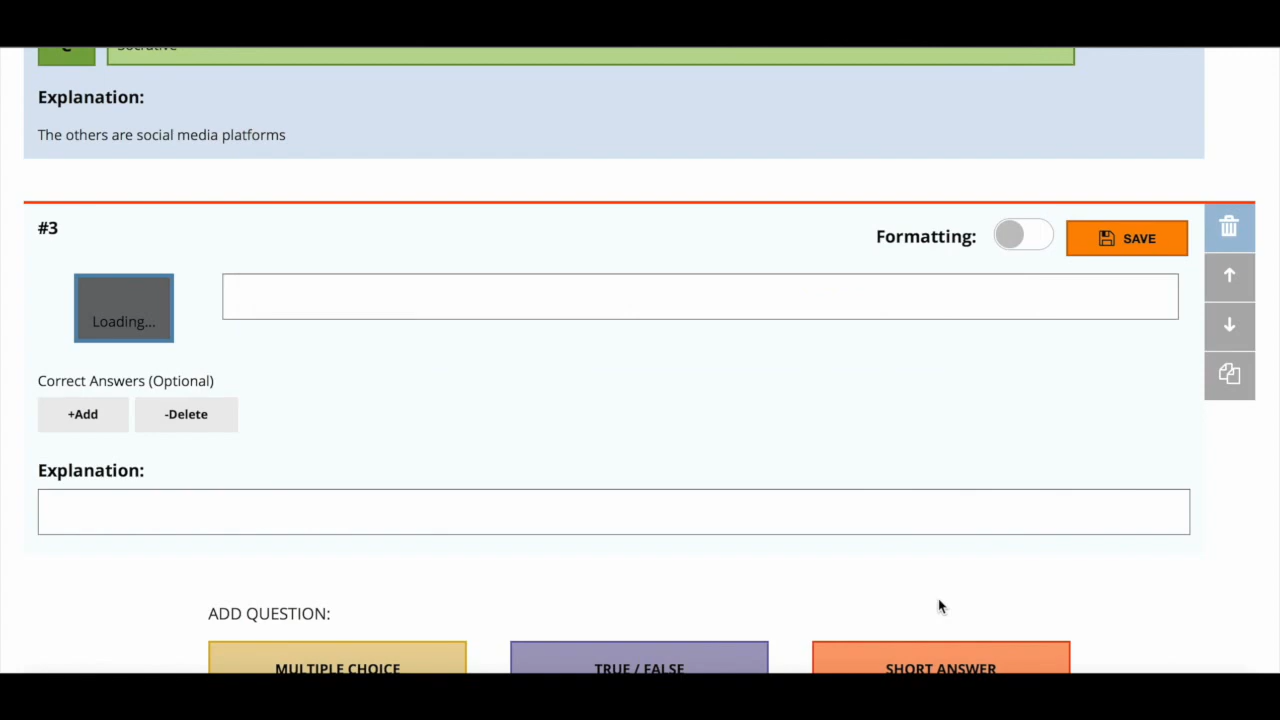 C
Socrative
Explanation:
The others are social media platforms
#3
Formatting:
SAVE
Loading...
Correct Answers (Optional)
+Add
-Delete
Explanation:
ADD QUESTION:
MULTIPLE CHOICE
TRUE / FALSE
SHORT ANSWER